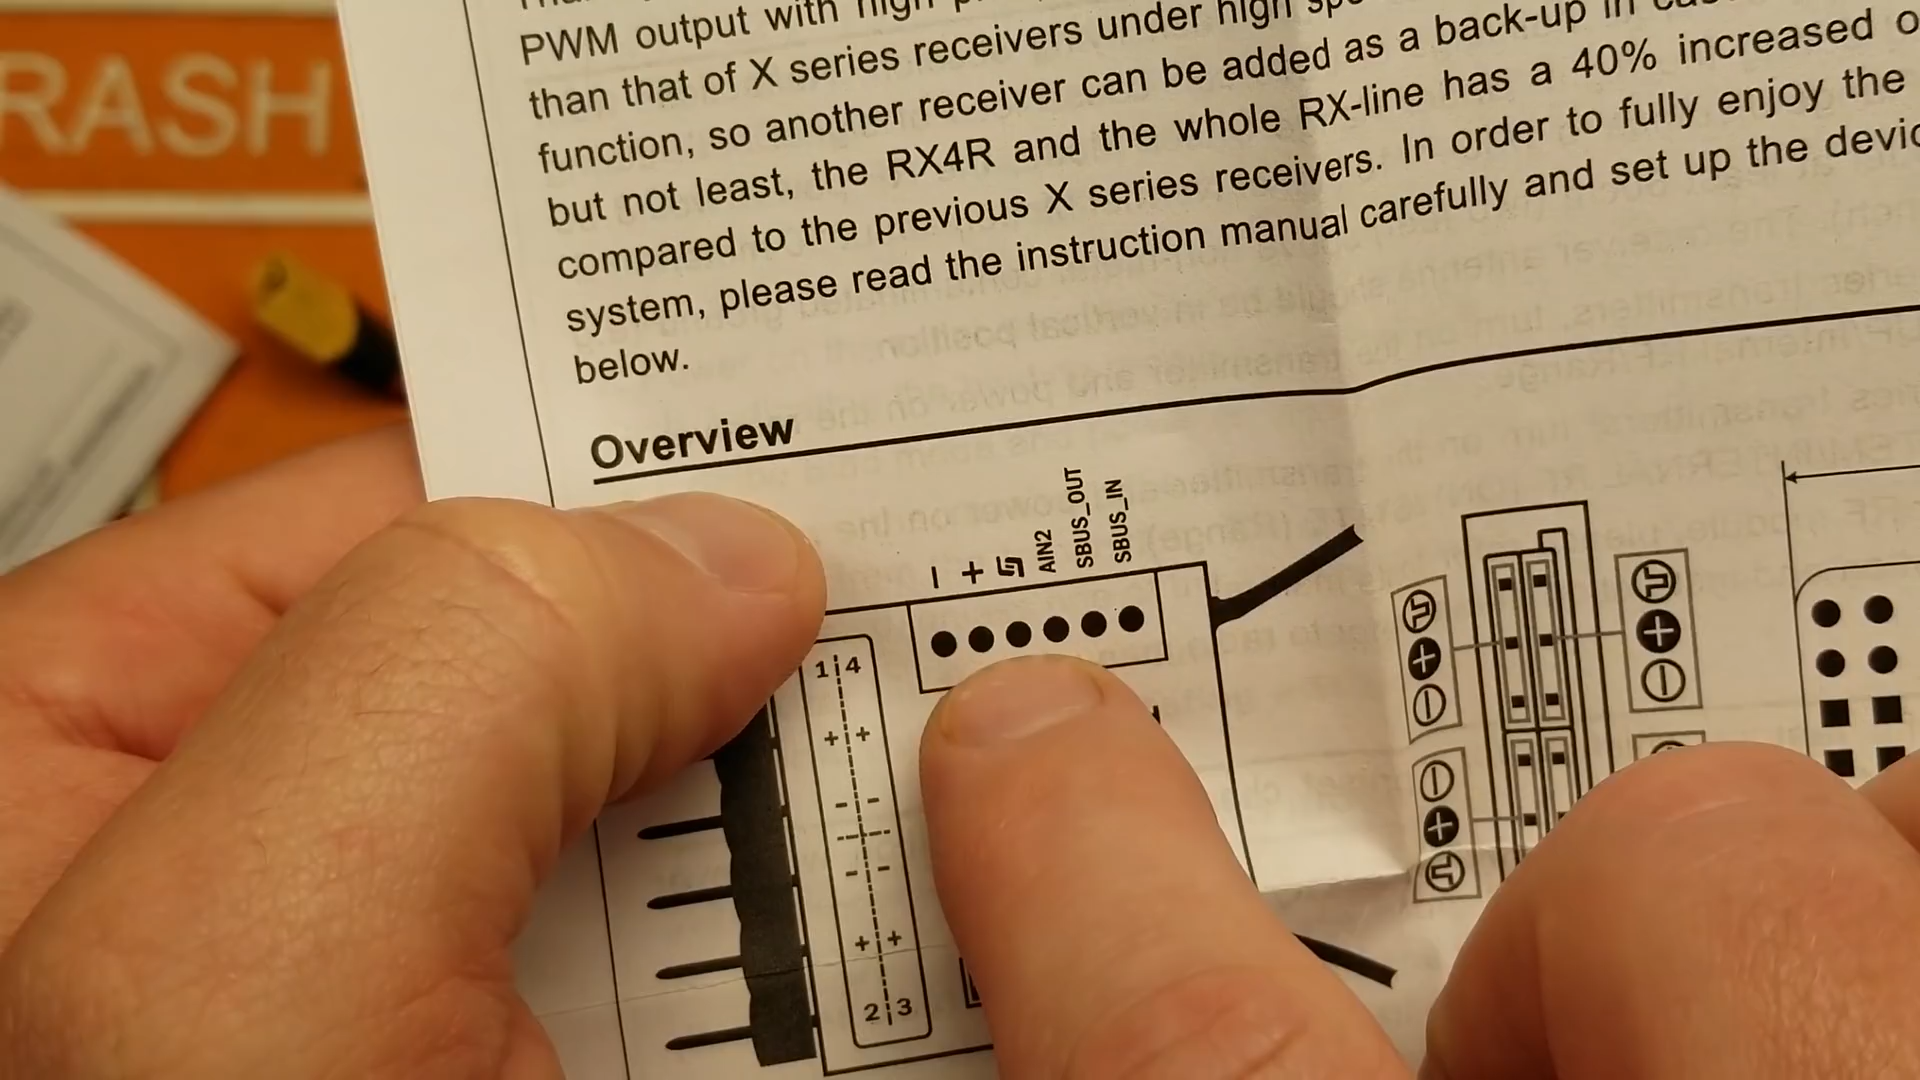 RASH
PWM output with high
than that of X series receivers under high
function, so another receiver can be added as a back-up in
but not least, the RX4R and the whole RX-line has a 40% increased
compared to the previous X series receivers. In order to fully enjoy the
system, please read the instruction manual carefully and set up the
below.
Overview
- + AIN2 SBUS_OUT SBUS_IN
1 4
+ +
- -
- -
+ +
2 3